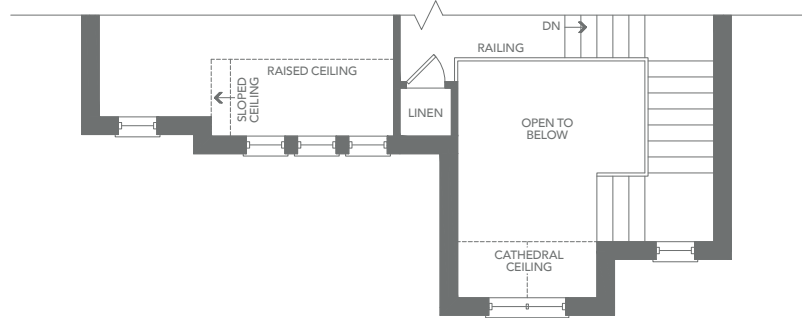 DN
RAILING
RAISED CEILING
SLOPED
CEILING
LINEN
OPEN TO
BELOW
CATHEDRAL
CEILING